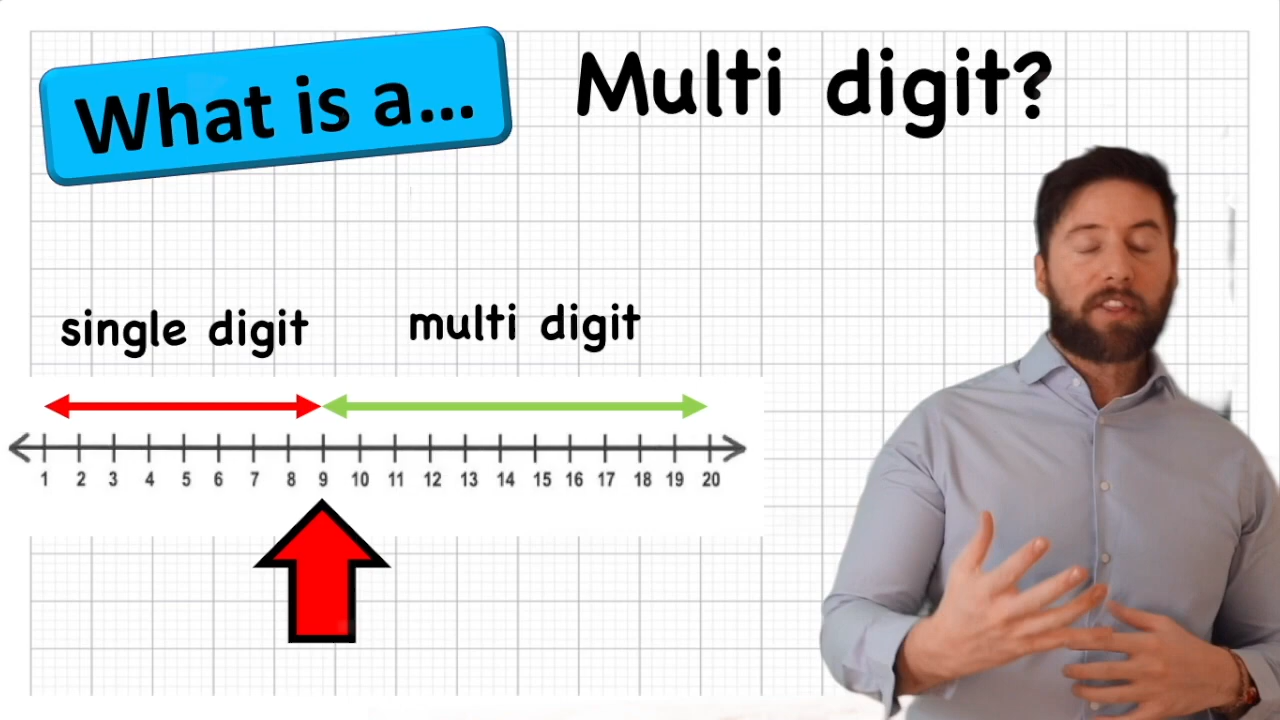 What is a...
Multi digit?
single digit
multi digit
1 2 3 4 5 6 7 8 9 10 11 12 13 14 15 16 17 18 19 20